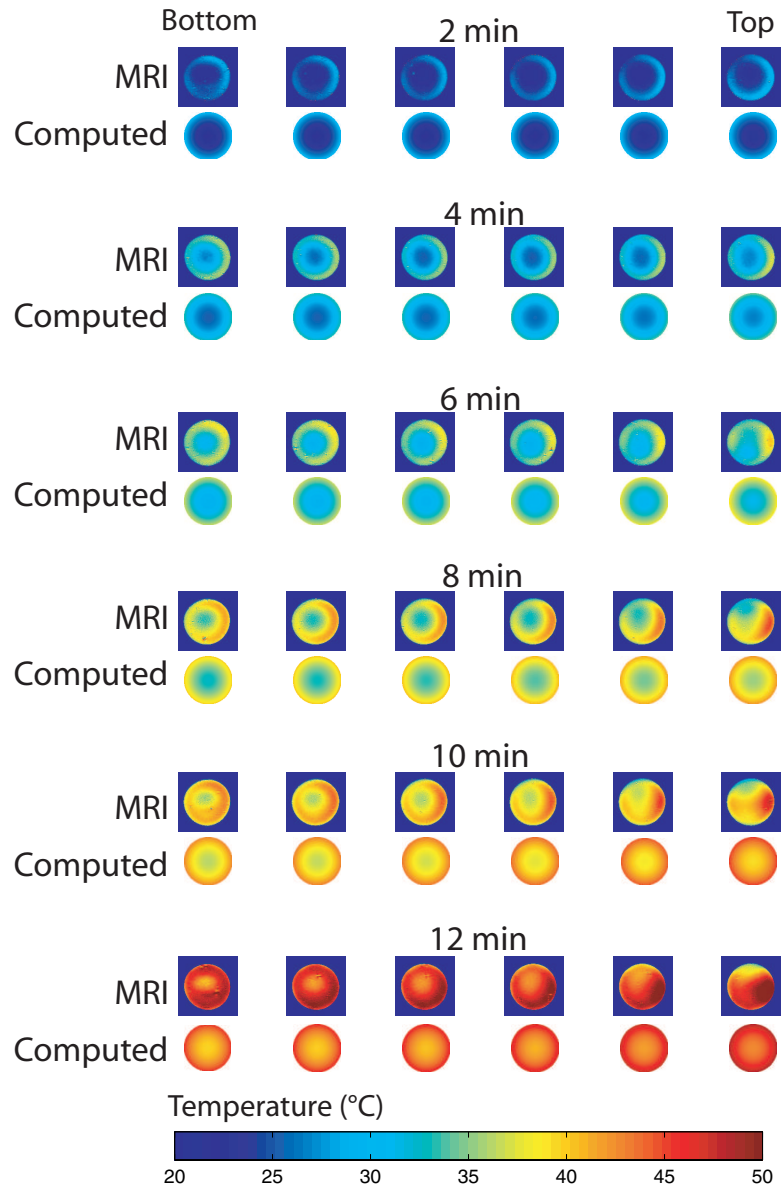 Bottom 2 min Top
MRI
Computed
4 min
MRI
Computed
6 min
MRI
Computed
8 min
MRI
Computed
10 min
MRI
Computed
12 min
MRI
Computed
Temperature (°C)
20 25 30 35 40 45 50